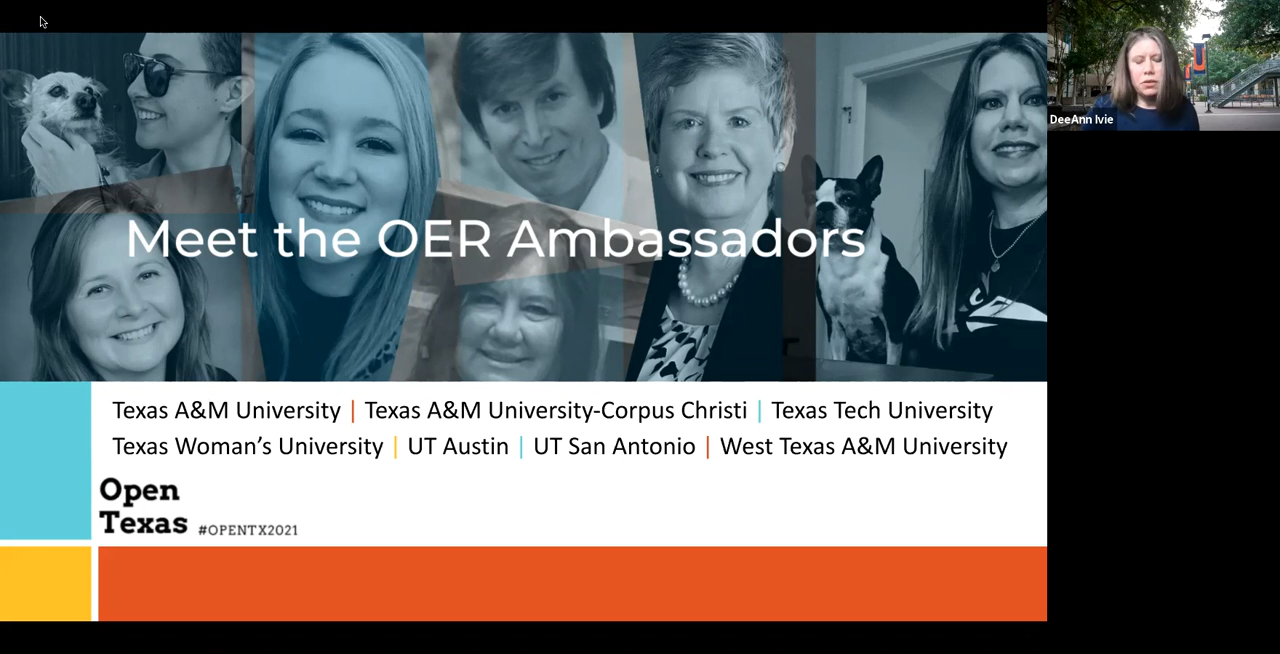 Meet the OER Ambassadors
DeeAnn Ivie
Texas A&M University | Texas A&M University-Corpus Christi | Texas Tech University
Texas Woman’s University | UT Austin | UT San Antonio | West Texas A&M University
Open
Texas #OPENTX2021